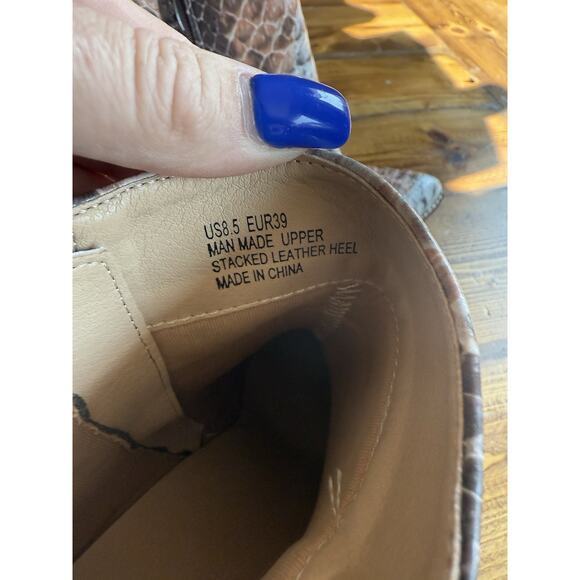 US8.5 EUR39
MAN MADE UPPER
STACKED LEATHER HEEL
MADE IN CHINA